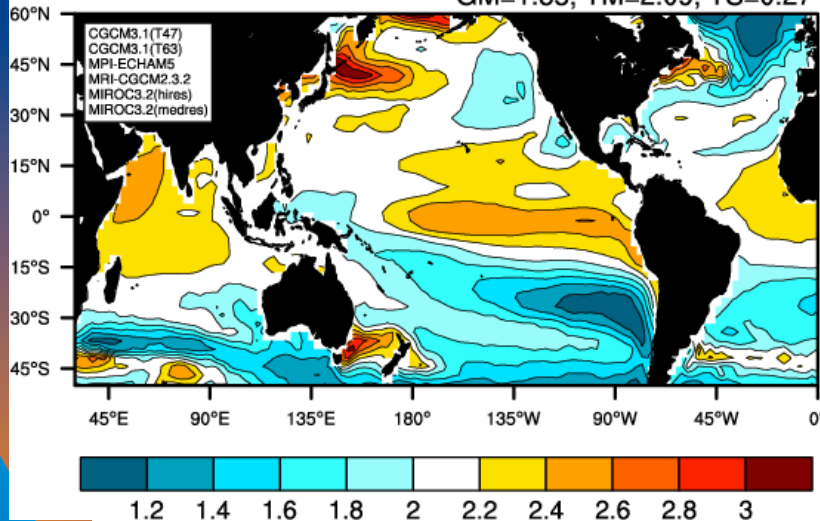 60°N
CGCM3.1(T47)
CGCM3.1(T63)
MPI-ECHAM5
MRI-CGCM2.3.2
MIROC3.2(hires)
MIROC3.2(medres)
45°N
30°N
15°N
0°
15°S
30°S
45°S
45°E 90°E 135°E 180° 135°W 90°W 45°W
1.2 1.4 1.6 1.8 2 2.2 2.4 2.6 2.8 3